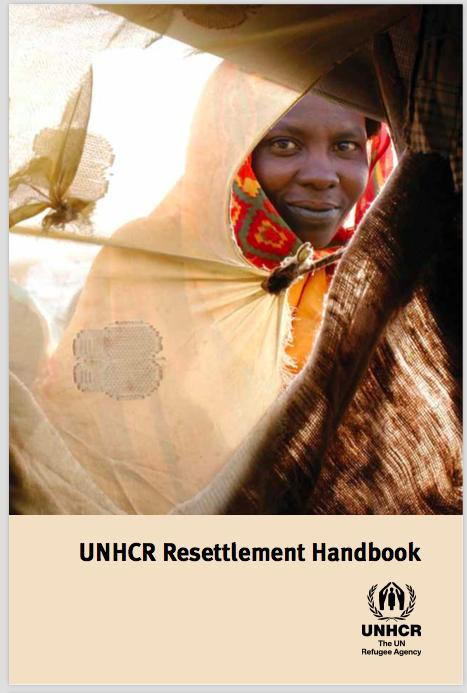 UNHCR Resettlement Handbook
UNHCR
The UN
Refugee Agency